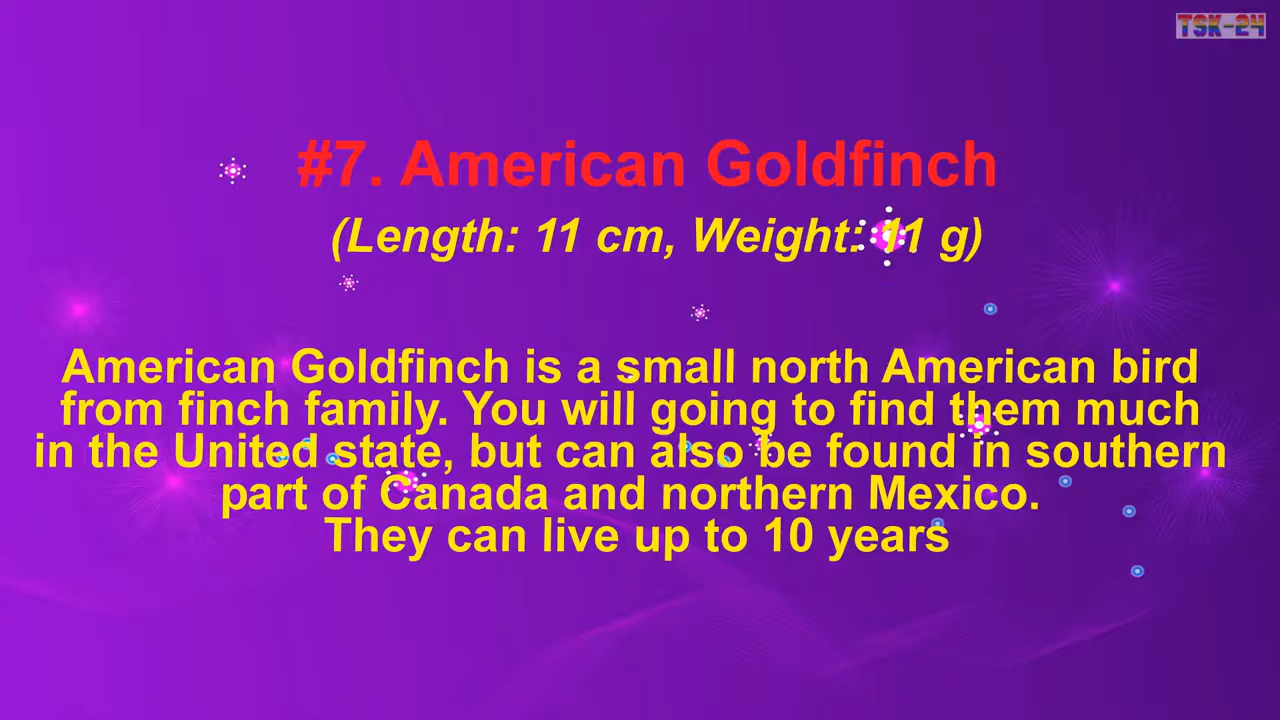 TSK-24
#7. American Goldfinch
(Length: 11 cm, Weight: 11 g)
American Goldfinch is a small north American bird
from finch family. You will going to find them much
in the United state, but can also be found in southern
part of Canada and northern Mexico.
They can live up to 10 years